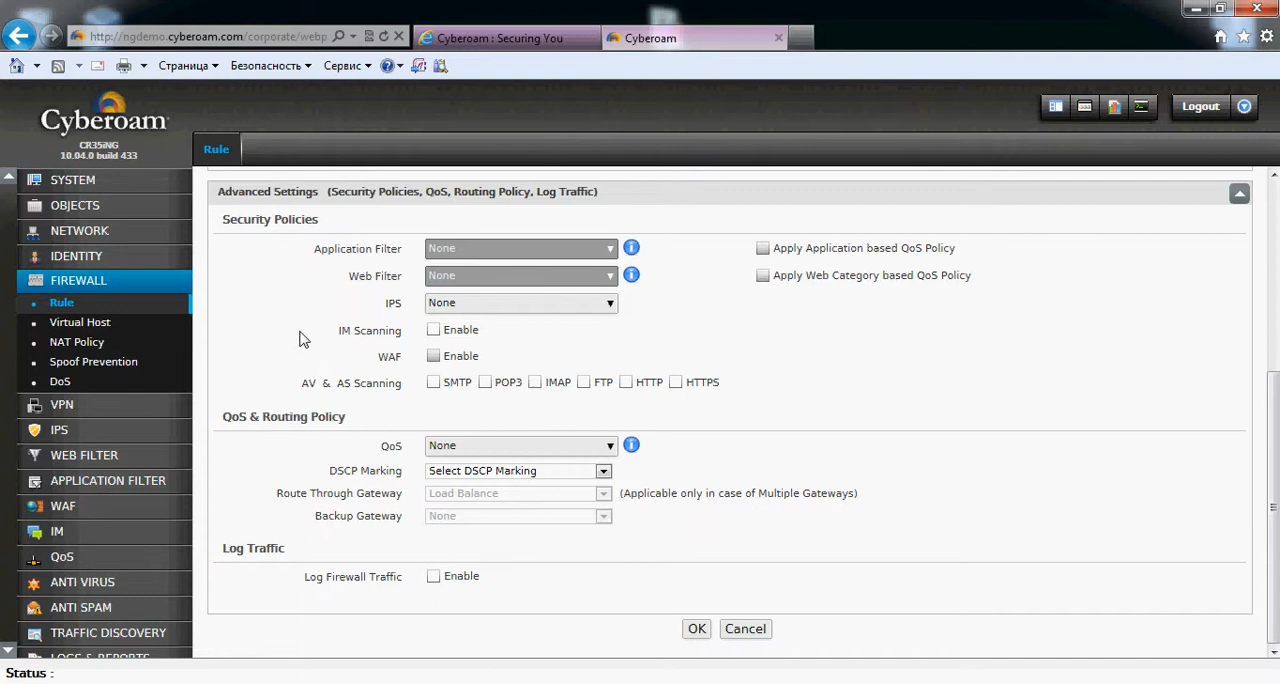 http://ngdemo.cyberoam.com/corporate/webp
Cyberoam : Securing You
Cyberoam
Страница
Безопасность
Сервис
Cyberoam
CR35iNG
10.04.0 build 433
Logout
Rule
SYSTEM
OBJECTS
NETWORK
IDENTITY
FIREWALL
Rule
Virtual Host
NAT Policy
Spoof Prevention
DoS
VPN
IPS
WEB FILTER
APPLICATION FILTER
WAF
IM
QoS
ANTI VIRUS
ANTI SPAM
TRAFFIC DISCOVERY
LOGS & REPORTS
Advanced Settings (Security Policies, QoS, Routing Policy, Log Traffic)
Security Policies
Application Filter None Apply Application based QoS Policy
Web Filter None Apply Web Category based QoS Policy
IPS None
IM Scanning Enable
WAF Enable
AV & AS Scanning SMTP POP3 IMAP FTP HTTP HTTPS
QoS & Routing Policy
QoS None
DSCP Marking Select DSCP Marking
Route Through Gateway Load Balance (Applicable only in case of Multiple Gateways)
Backup Gateway None
Log Traffic
Log Firewall Traffic Enable
OK Cancel
Status :